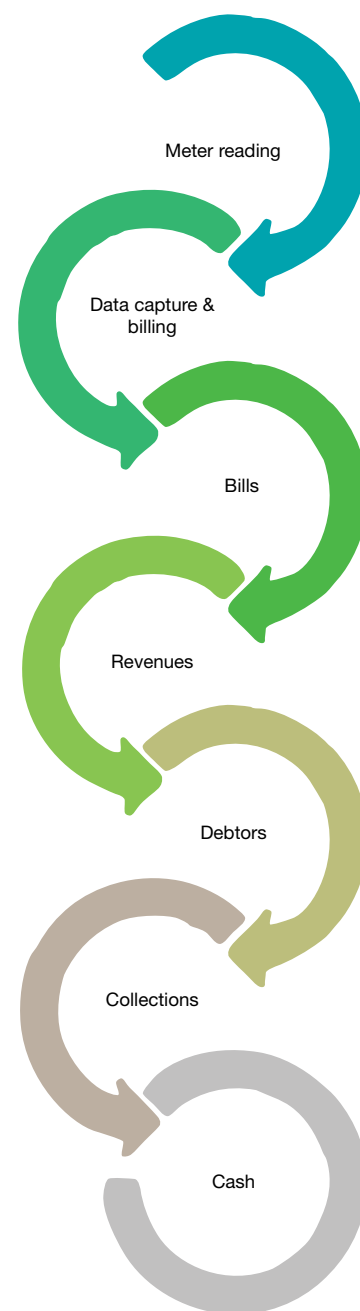 Meter reading
Data capture &
billing
Bills
Revenues
Debtors
Collections
Cash